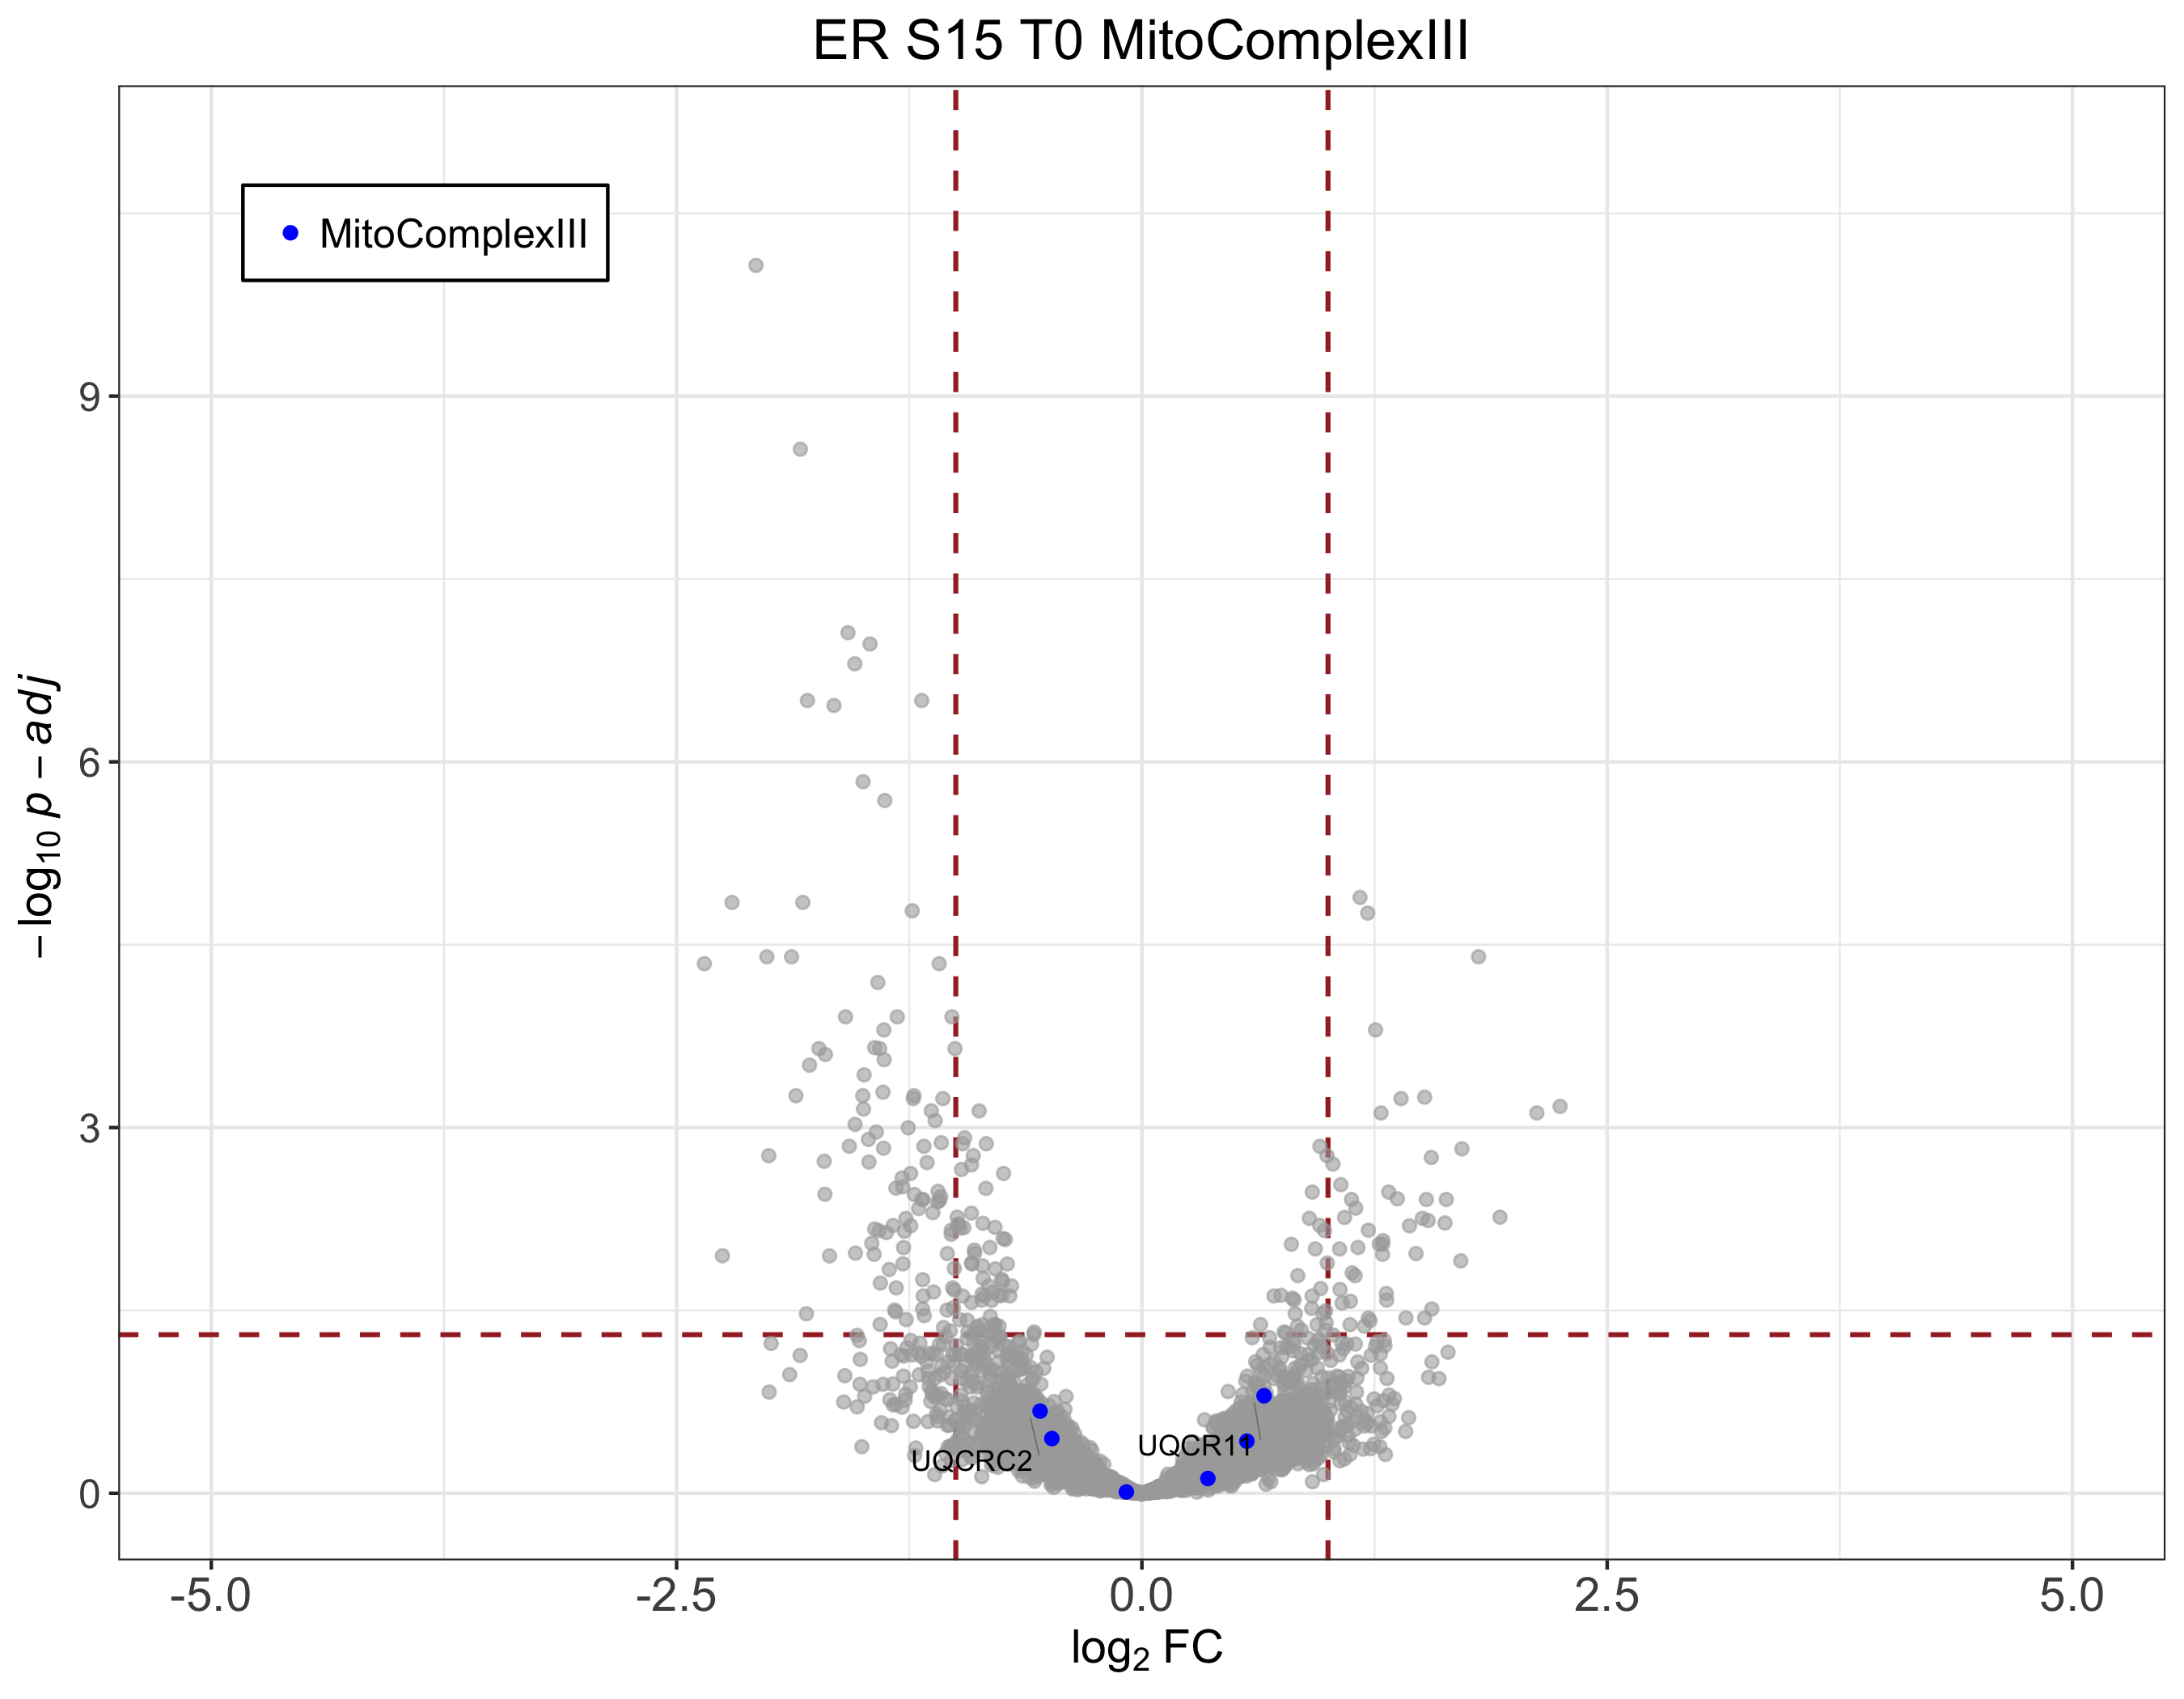 ER S15 T0 MitoComplexIII
MitoComplexIII
9
6
3
0
−log10 p − adj
UQCRC2
UQCR11
-5.0
-2.5
0.0
2.5
5.0
log2 FC